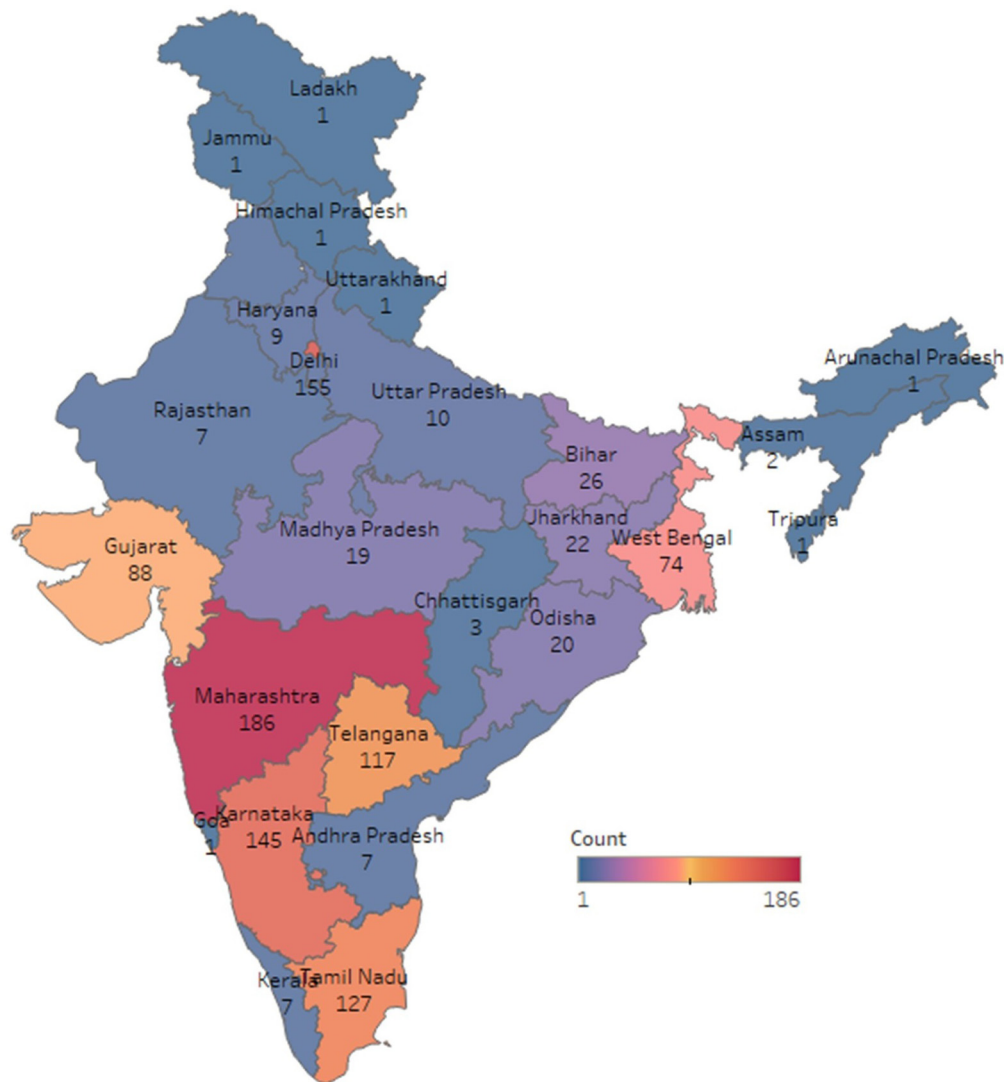 Ladakh
1
Jammu
1
Himachal Pradesh
1
Uttarakhand
1
Haryana
9
Delhi
155
Arunachal Pradesh
1
Uttar Pradesh
10
Rajasthan
7
Assam
2
Bihar
26
Tripura
1
Jharkhand
22
West Bengal
74
Madhya Pradesh
19
Gujarat
88
Chhattisgarh
3
Odisha
20
Maharashtra
186
Telangana
117
Goa
1
Karnataka
145
Andhra Pradesh
7
Count
1 186
Kerala
7
Tamil Nadu
127